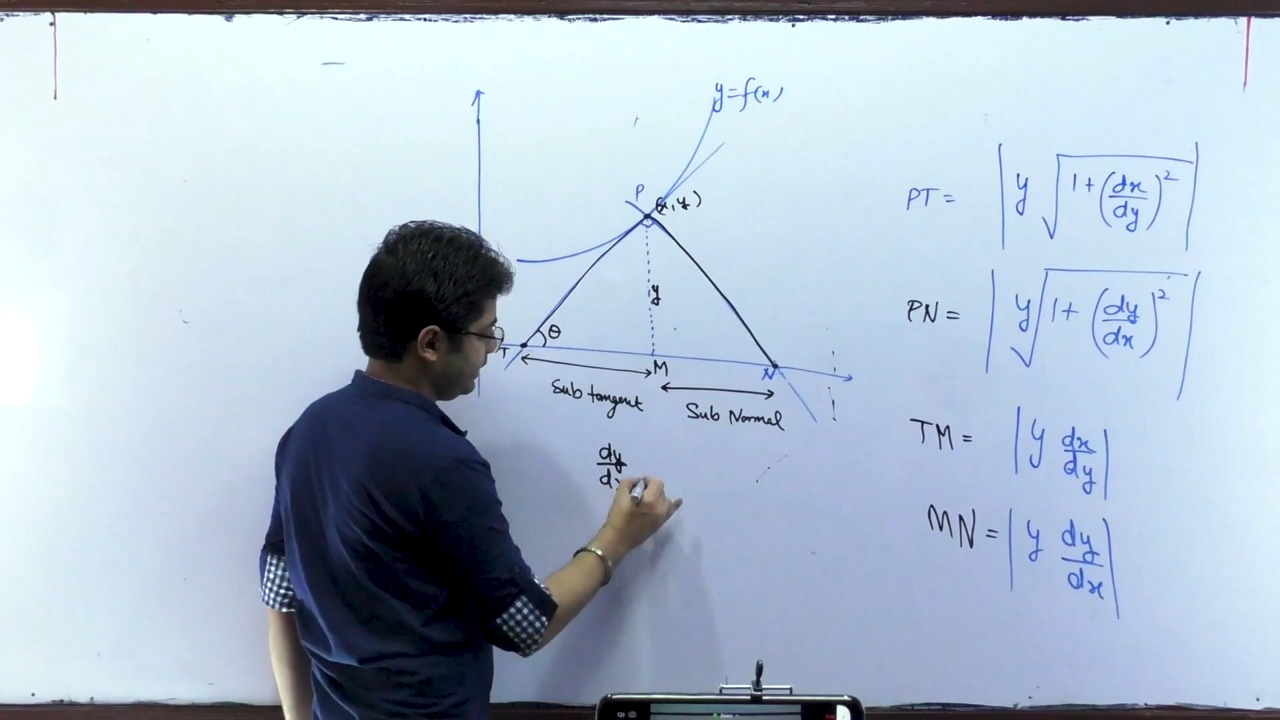 y=f(x)
P
(x, y)
y
θ
T
M
N
Sub tangent
Sub Normal
dy/dx
PT = | y √(1+(dx/dy)²) |
PN = | y √(1+(dy/dx)²) |
TM = | y dx/dy |
MN = | y dy/dx |